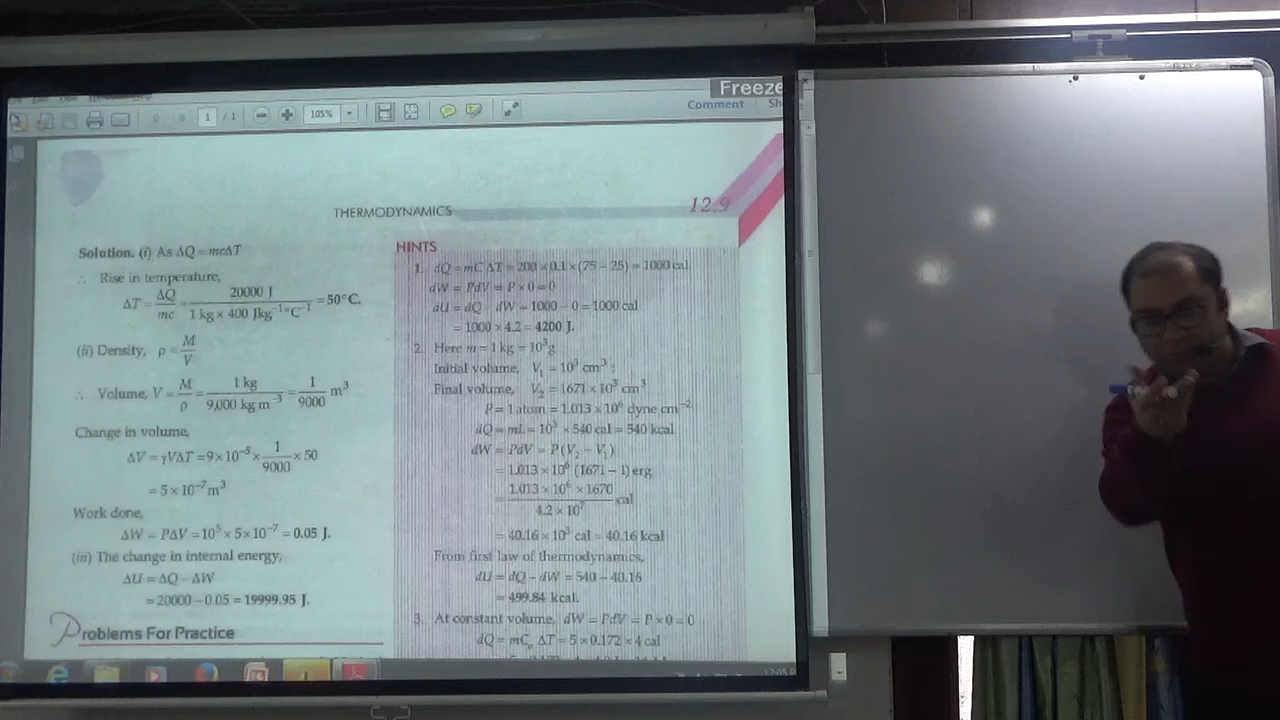 Freeze
Comment
1 / 1
105%
THERMODYNAMICS
12.9
Solution. (i) As ΔQ = mcΔT
∴ Rise in temperature,
ΔT = ΔQ/mc = 20000 J / 1 kg × 400 Jkg⁻¹°C⁻¹ = 50°C.
(ii) Density, ρ = M/V
∴ Volume, V = M/ρ = 1 kg / 9,000 kg m⁻³ = 1/9000 m³
Change in volume,
ΔV = γVΔT = 9×10⁻⁵ × 1/9000 × 50
= 5×10⁻⁷ m³
Work done,
ΔW = PΔV = 10⁵ × 5×10⁻⁷ = 0.05 J.
(iii) The change in internal energy,
ΔU = ΔQ − ΔW
= 20000 − 0.05 = 19999.95 J.
Problems For Practice
HINTS
1. dQ = mC ΔT = 200 × 0.1 × (75 − 25) = 1000 cal
dW = PdV = P × 0 = 0
dU = dQ − dW = 1000 − 0 = 1000 cal
= 1000 × 4.2 = 4200 J.
2. Here m = 1 kg = 10³ g
Initial volume, V₁ = 10³ cm³ ;
Final volume, V₂ = 1671 × 10³ cm³
P = 1 atom = 1.013 × 10⁶ dyne cm⁻²
dQ = mL = 10³ × 540 cal = 540 kcal
dW = PdV = P(V₂ − V₁)
= 1.013 × 10⁶ (1671 − 1) erg
= 1.013 × 10⁶ × 1670 / 4.2 × 10⁷ cal
= 40.16 × 10³ cal = 40.16 kcal
From first law of thermodynamics,
dU = dQ − dW = 540 − 40.16
= 499.84 kcal.
3. At constant volume, dW = PdV = P × 0 = 0
ΔT = 5 × 0.172 × 4 cal
12:05 PM